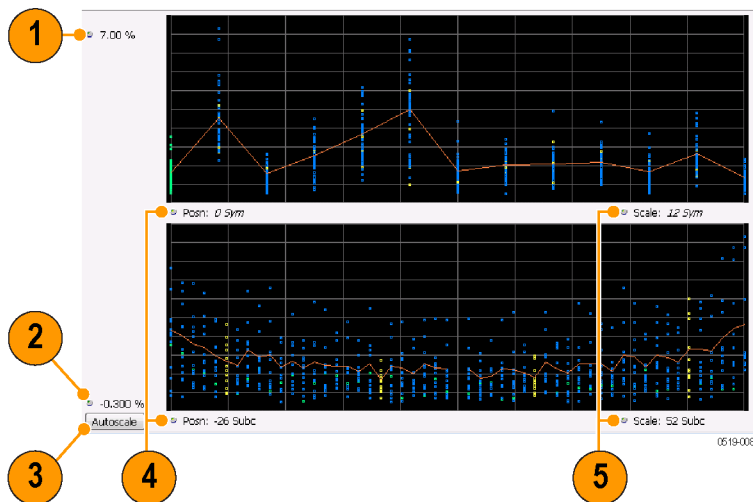 1
7.00 %
Posn: 0 Sym
Scale: 12 Sym
2
-0.300 %
Autoscale
Posn: -26 Subc
Scale: 52 Subc
0519-008
3
4
5